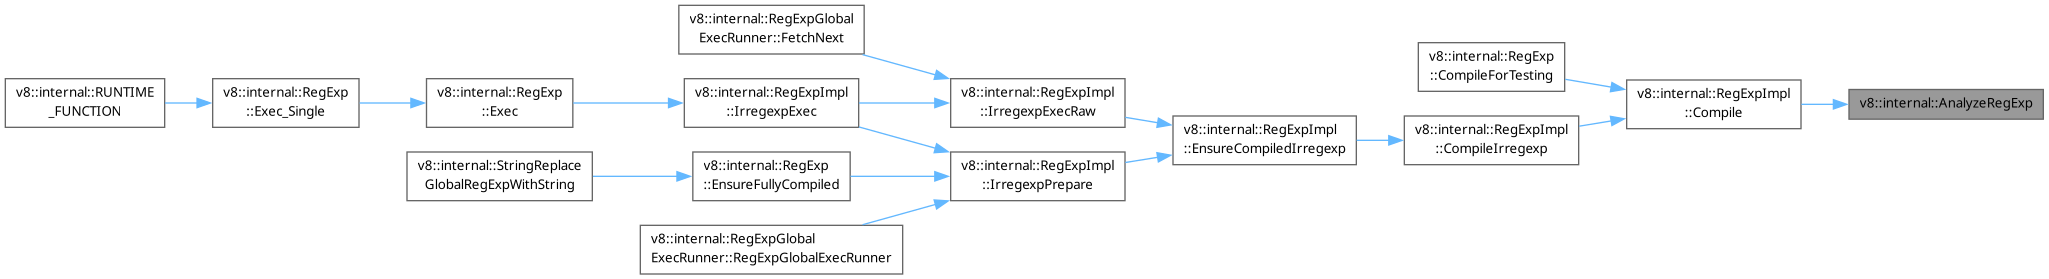 v8::internal::RUNTIME
_FUNCTION
v8::internal::RegExp
::Exec_Single
v8::internal::RegExp
::Exec
v8::internal::StringReplace
GlobalRegExpWithString
v8::internal::RegExpGlobal
ExecRunner::FetchNext
v8::internal::RegExpImpl
::IrregexpExec
v8::internal::RegExp
::EnsureFullyCompiled
v8::internal::RegExpGlobal
ExecRunner::RegExpGlobalExecRunner
v8::internal::RegExpImpl
::IrregexpExecRaw
v8::internal::RegExpImpl
::IrregexpPrepare
v8::internal::RegExpImpl
::EnsureCompiledIrregexp
v8::internal::RegExp
::CompileForTesting
v8::internal::RegExpImpl
::CompileIrregexp
v8::internal::RegExpImpl
::Compile
v8::internal::AnalyzeRegExp